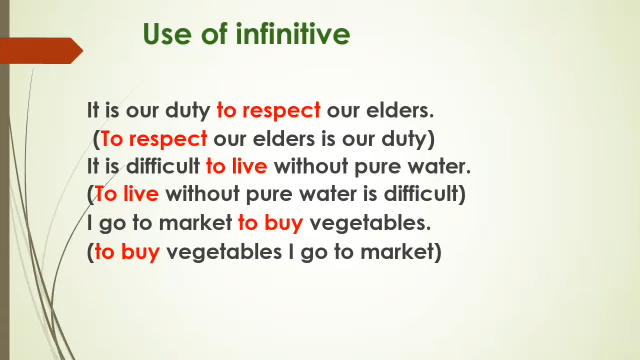 Use of infinitive
It is our duty to respect our elders.
(To respect our elders is our duty)
It is difficult to live without pure water.
(To live without pure water is difficult)
I go to market to buy vegetables.
(to buy vegetables I go to market)